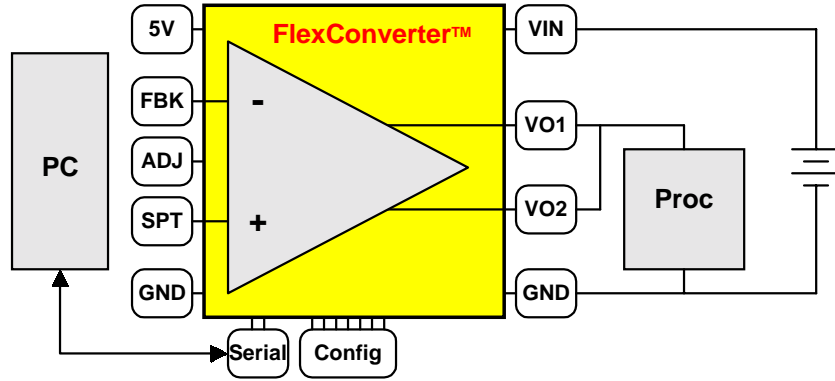 5V
FlexConverter™
VIN
FBK
-
VO1
PC
ADJ
Proc
SPT
+
VO2
GND
GND
Serial
Config